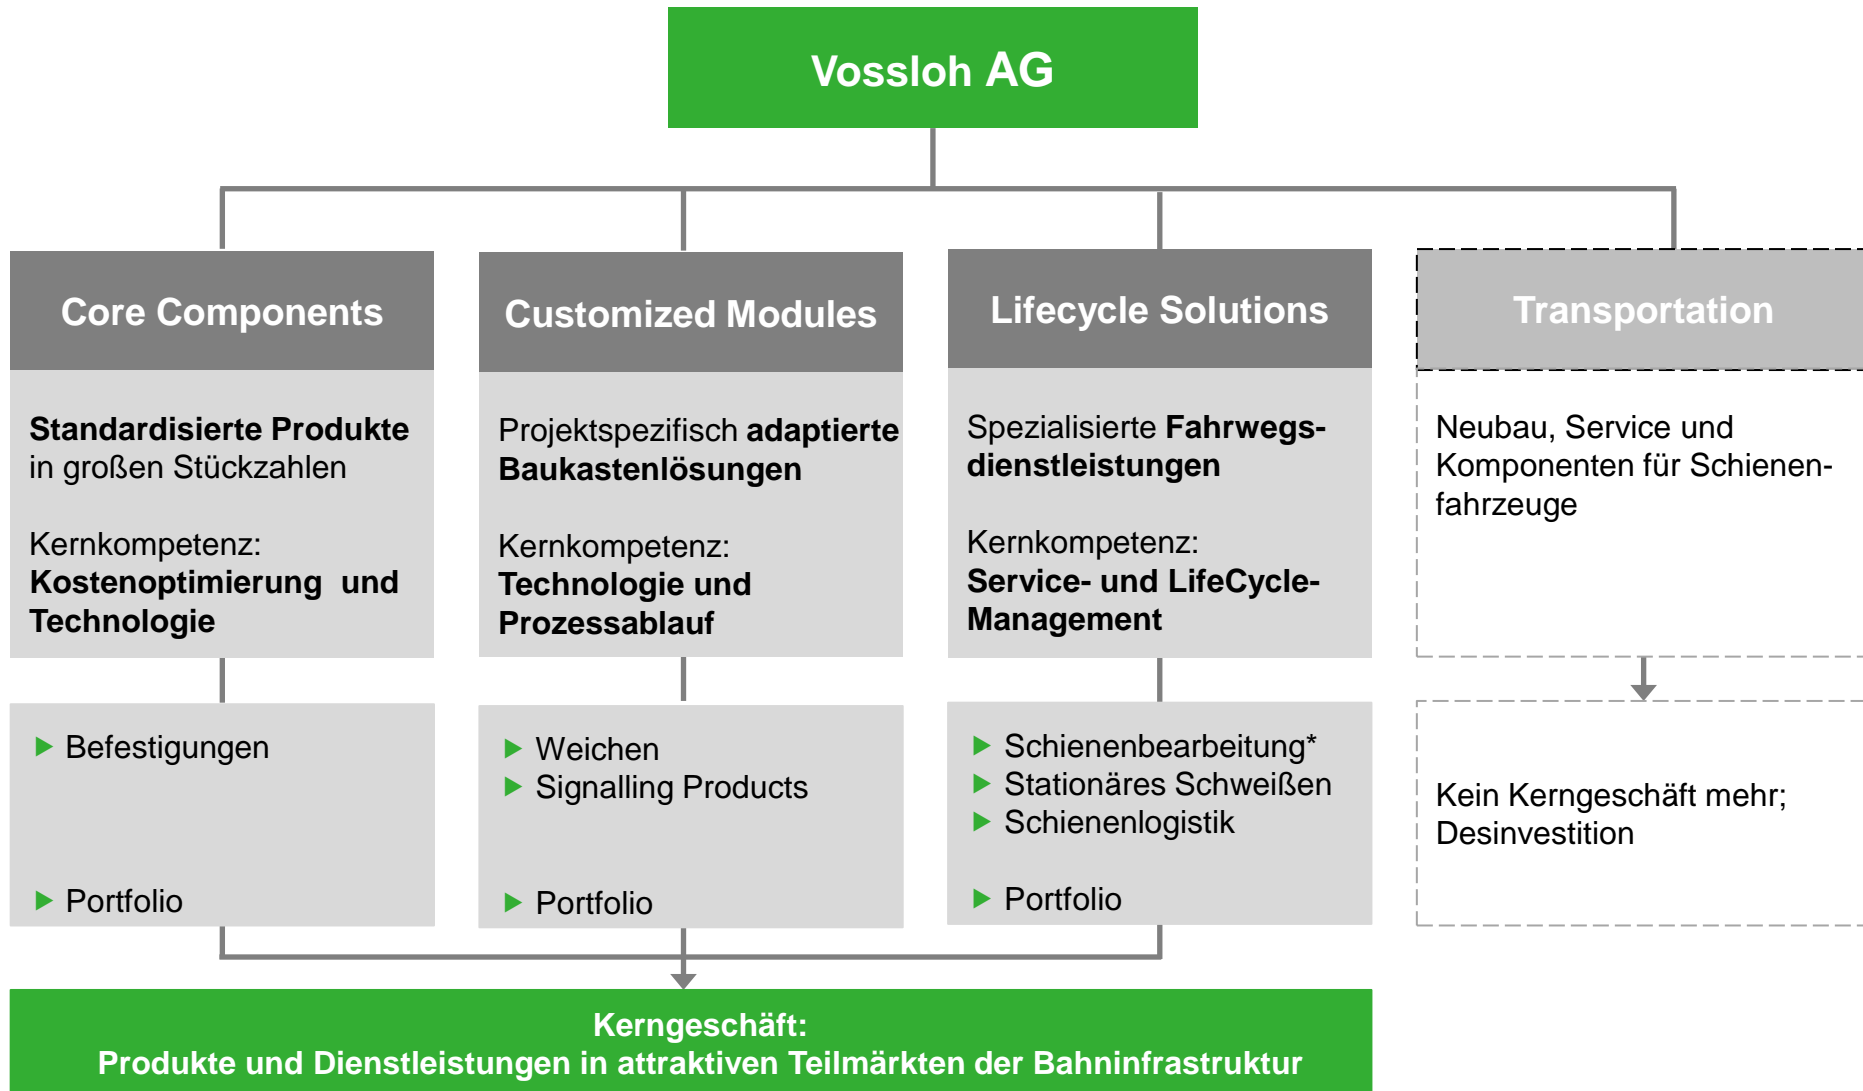 Vossloh AG
Core Components
Standardisierte Produkte
in großen Stückzahlen
Kernkompetenz:
Kostenoptimierung und
Technologie
Befestigungen
Portfolio
Customized Modules
Projektspezifisch adaptierte
Baukastenlösungen
Kernkompetenz:
Technologie und
Prozessablauf
Weichen
Signalling Products
Portfolio
Lifecycle Solutions
Spezialisierte Fahrwegs-
dienstleistungen
Kernkompetenz:
Service- und LifeCycle-
Management
Schienenbearbeitung*
Stationäres Schweißen
Schienenlogistik
Portfolio
Transportation
Neubau, Service und
Komponenten für Schienen-
fahrzeuge
Kein Kerngeschäft mehr;
Desinvestition
Kerngeschäft:
Produkte und Dienstleistungen in attraktiven Teilmärkten der Bahninfrastruktur